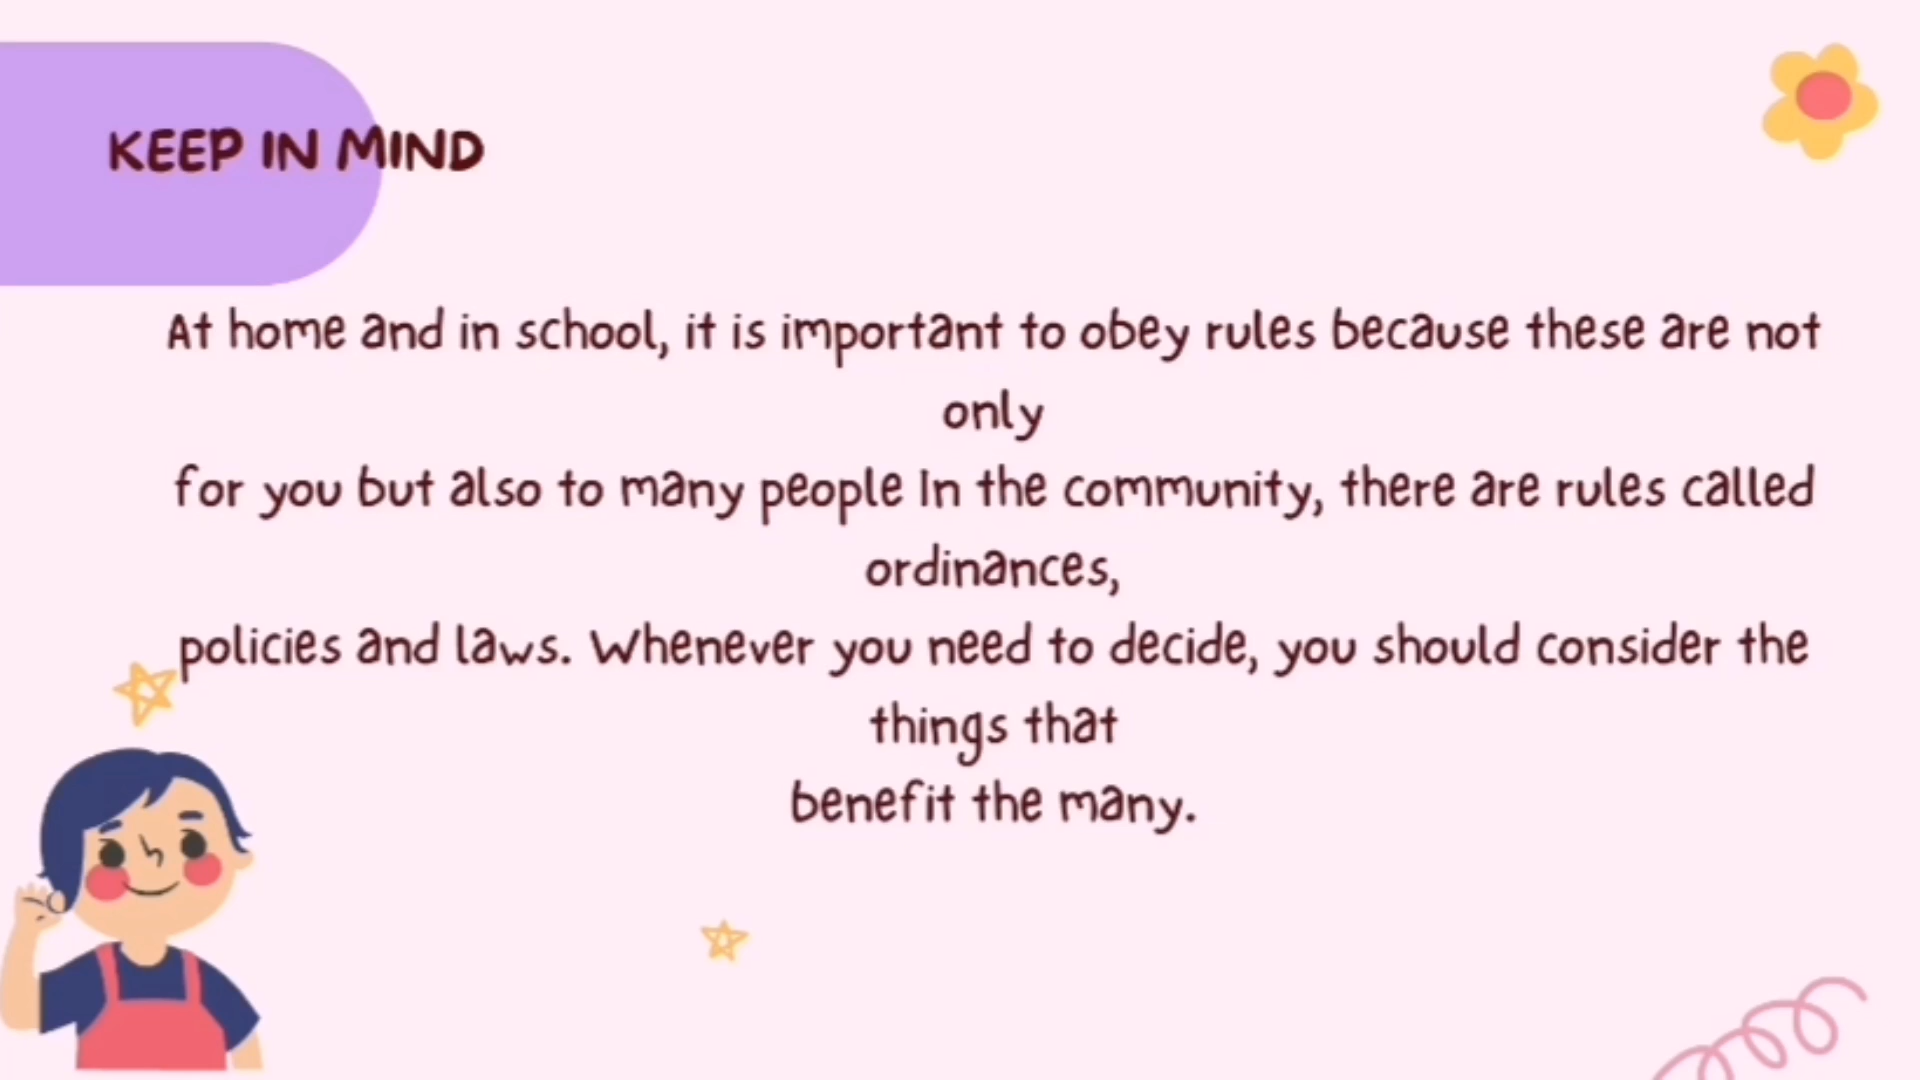 KEEP IN MIND
At home and in school, it is important to obey rules because these are not
only
for you but also to many people In the community, there are rules called
ordinances,
policies and laws. Whenever you need to decide, you should consider the
things that
benefit the many.